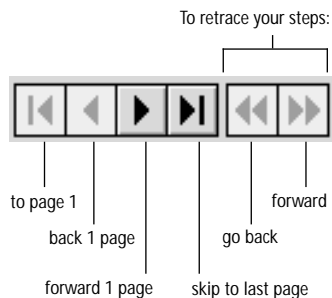 To retrace your steps:
to page 1
forward
back 1 page
go back
forward 1 page
skip to last page